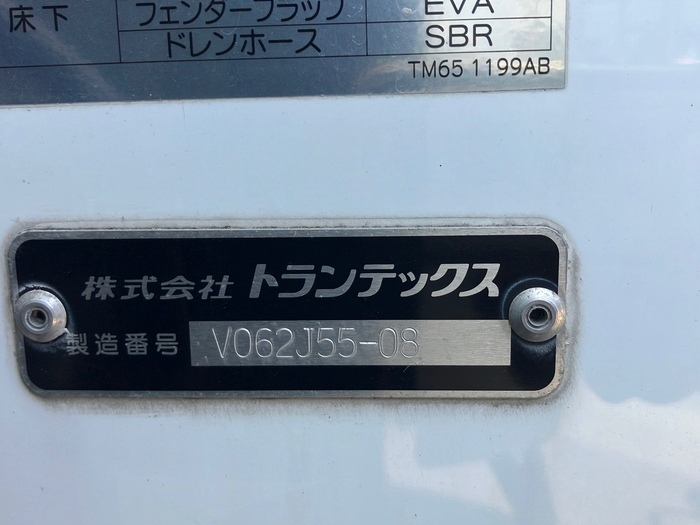 床下
フェンダーフラップ EVA
ドレンホース SBR
TM65 1199AB
株式会社 トランテックス
製造番号 V062J55-08